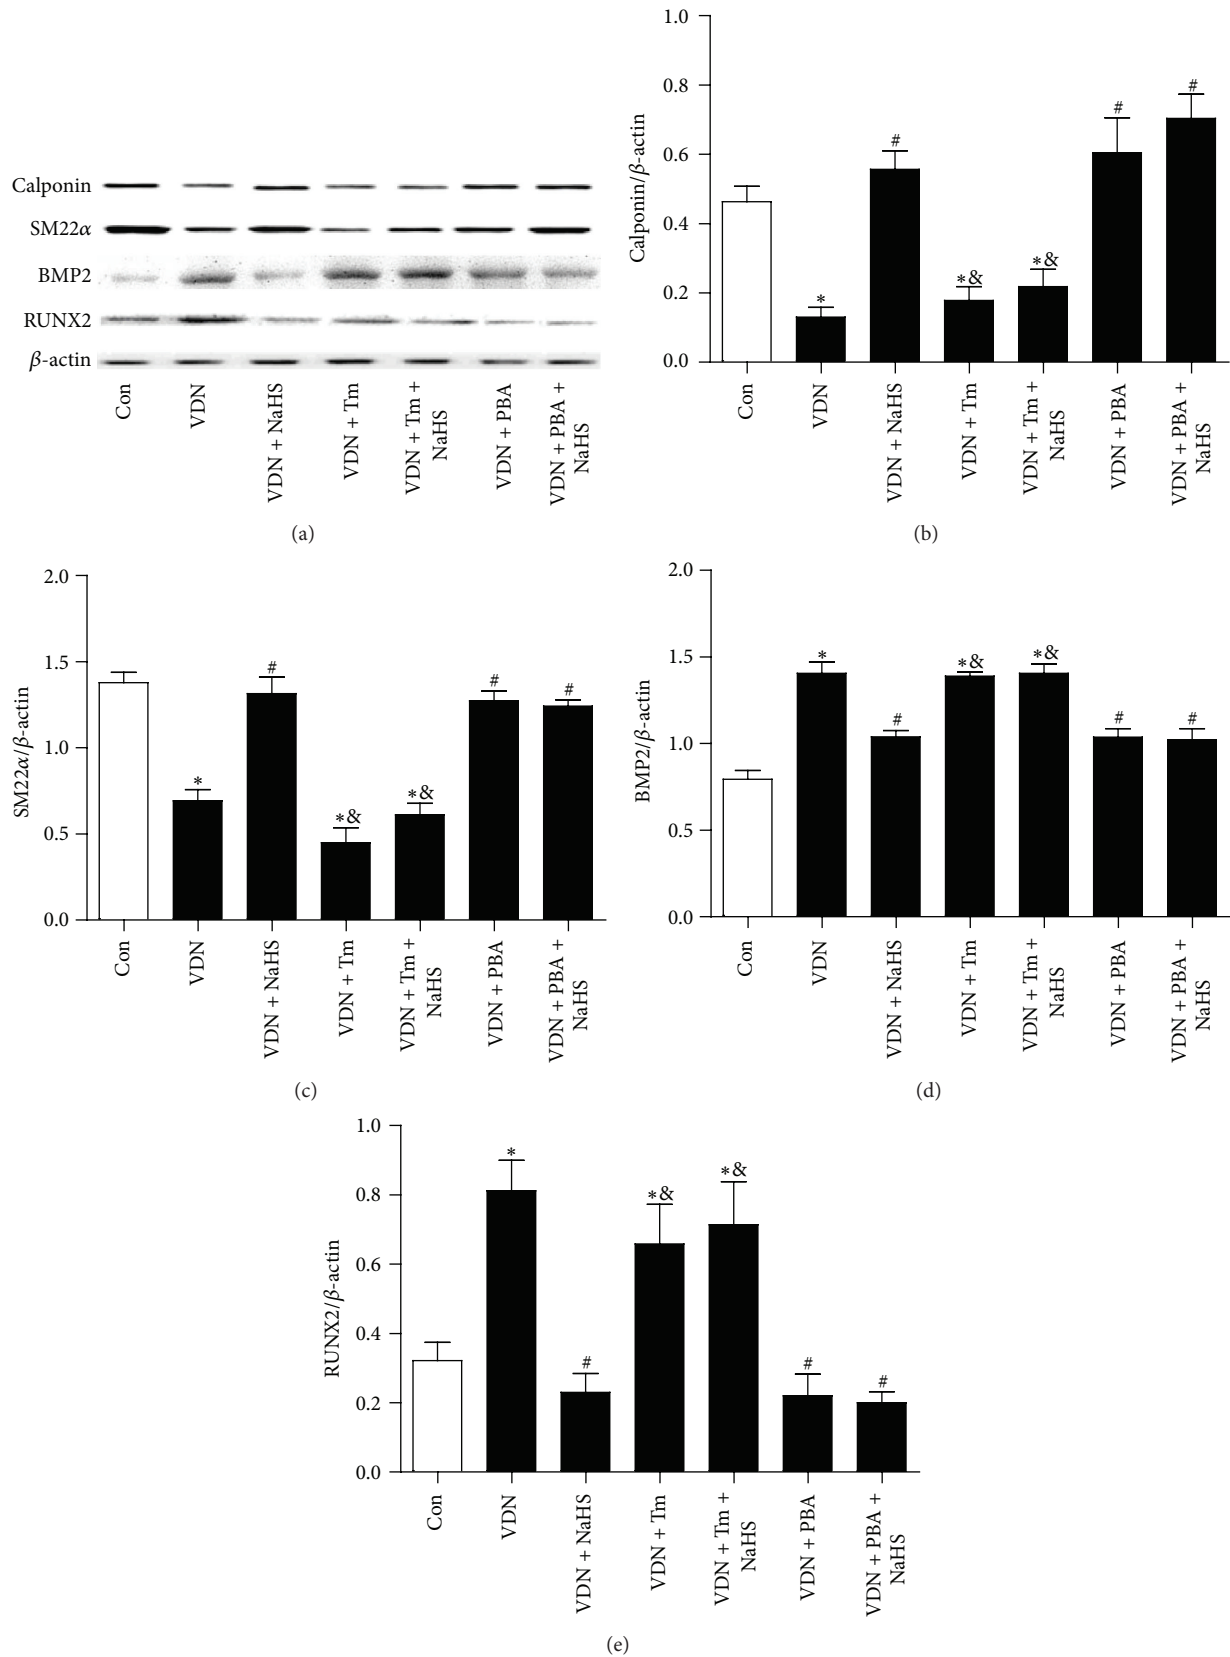 Calponin
SM22α
BMP2
RUNX2
β-actin
Con
VDN
VDN + NaHS
VDN + Tm
VDN + Tm +
NaHS
VDN + PBA
VDN + PBA +
NaHS
(a)
Calponin/β-actin
1.0
0.8
0.6
0.4
0.2
0.0
*
#
*&
*&
#
#
Con
VDN
VDN + NaHS
VDN + Tm
VDN + Tm +
NaHS
VDN + PBA
VDN + PBA +
NaHS
(b)
SM22α/β-actin
2.0
1.5
1.0
0.5
0.0
*
#
*&
*&
#
#
Con
VDN
VDN + NaHS
VDN + Tm
VDN + Tm +
NaHS
VDN + PBA
VDN + PBA +
NaHS
(c)
BMP2/β-actin
2.0
1.5
1.0
0.5
0.0
*
#
*&
*&
#
#
Con
VDN
VDN + NaHS
VDN + Tm
VDN + Tm +
NaHS
VDN + PBA
VDN + PBA +
NaHS
(d)
RUNX2/β-actin
1.0
0.8
0.6
0.4
0.2
0.0
*
#
*&
*&
#
#
Con
VDN
VDN + NaHS
VDN + Tm
VDN + Tm +
NaHS
VDN + PBA
VDN + PBA +
NaHS
(e)